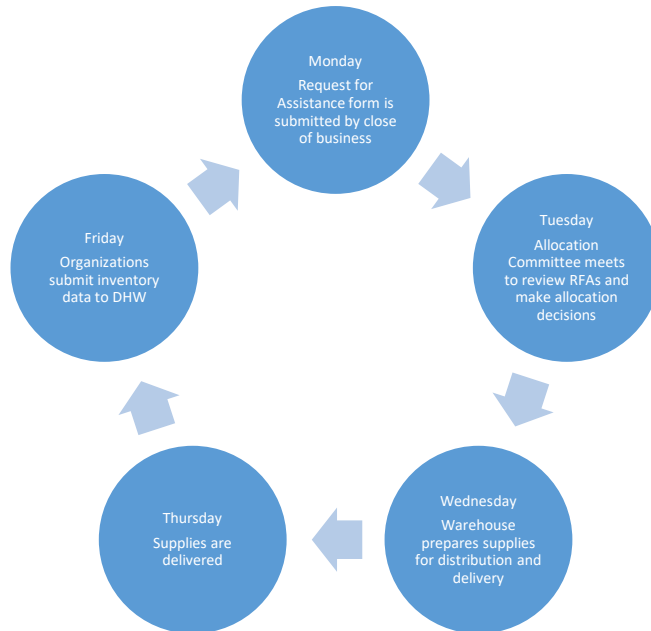 Monday
Request for
Assistance form is
submitted by close
of business
Tuesday
Allocation
Committee meets
to review RFAs and
make allocation
decisions
Wednesday
Warehouse
prepares supplies
for distribution and
delivery
Thursday
Supplies are
delivered
Friday
Organizations
submit inventory
data to DHW